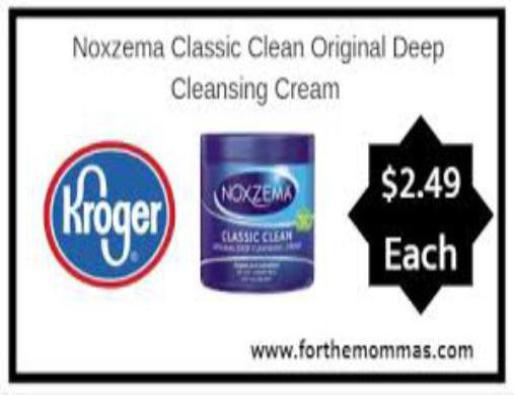 Noxzema Classic Clean Original Deep
Cleansing Cream
Kroger
NOXZEMA
CLASSIC CLEAN
$2.49
Each
www.forthemommas.com